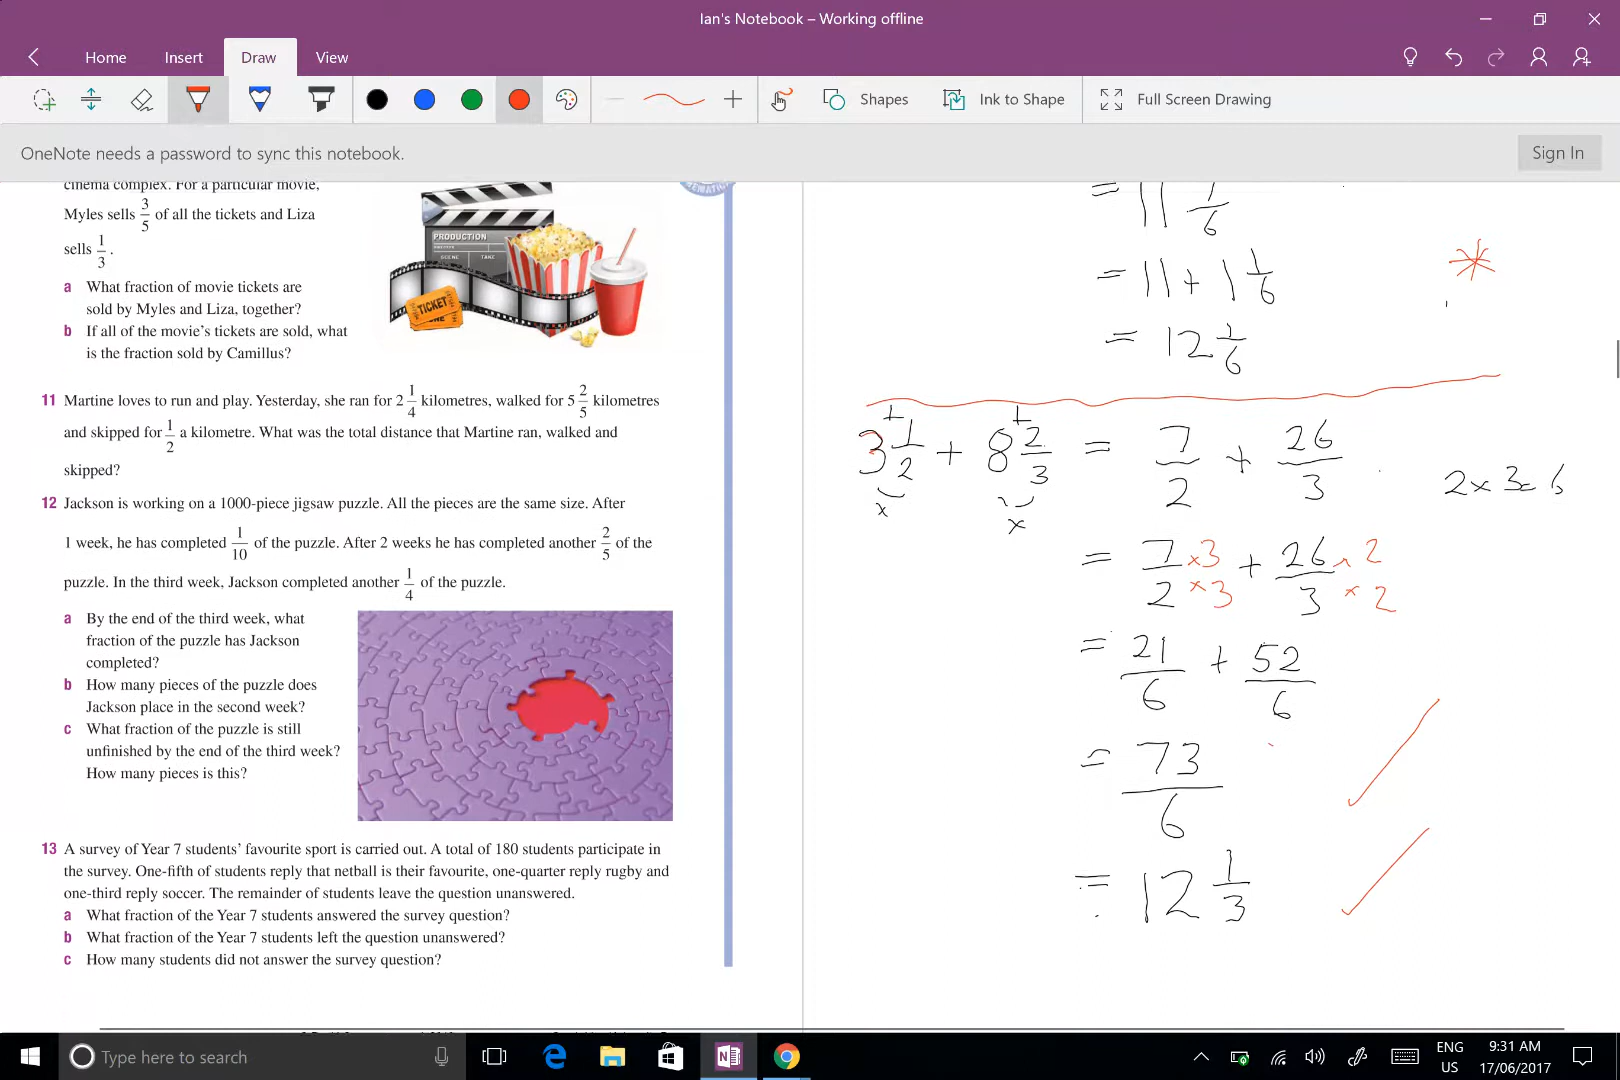 Ian's Notebook – Working offline
Home Insert Draw View
Shapes Ink to Shape Full Screen Drawing
OneNote needs a password to sync this notebook.
Sign In
cinema complex. For a particular movie,
Myles sells 3/5 of all the tickets and Liza
sells 1/3.
a What fraction of movie tickets are
sold by Myles and Liza, together?
b If all of the movie's tickets are sold, what
is the fraction sold by Camillus?
PRODUCTION
SCENE TAKE
TICKET
11 Martine loves to run and play. Yesterday, she ran for 2 1/4 kilometres, walked for 5 2/5 kilometres
and skipped for 1/2 a kilometre. What was the total distance that Martine ran, walked and
skipped?
12 Jackson is working on a 1000-piece jigsaw puzzle. All the pieces are the same size. After
1 week, he has completed 1/10 of the puzzle. After 2 weeks he has completed another 2/5 of the
puzzle. In the third week, Jackson completed another 1/4 of the puzzle.
a By the end of the third week, what
fraction of the puzzle has Jackson
completed?
b How many pieces of the puzzle does
Jackson place in the second week?
c What fraction of the puzzle is still
unfinished by the end of the third week?
How many pieces is this?
13 A survey of Year 7 students' favourite sport is carried out. A total of 180 students participate in
the survey. One-fifth of students reply that netball is their favourite, one-quarter reply rugby and
one-third reply soccer. The remainder of students leave the question unanswered.
a What fraction of the Year 7 students answered the survey question?
b What fraction of the Year 7 students left the question unanswered?
c How many students did not answer the survey question?
= 11 7/6
= 11 + 1 1/6
= 12 1/6
*
3 1/2 + 8 2/3 = 7/2 + 26/3
+ +
x x
2 x 3 = 6
= 7/2 x3/x3 + 26/3 x2/x2
= 21/6 + 52/6
= 73/6
= 12 1/3
Type here to search
ENG
US
9:31 AM
17/06/2017